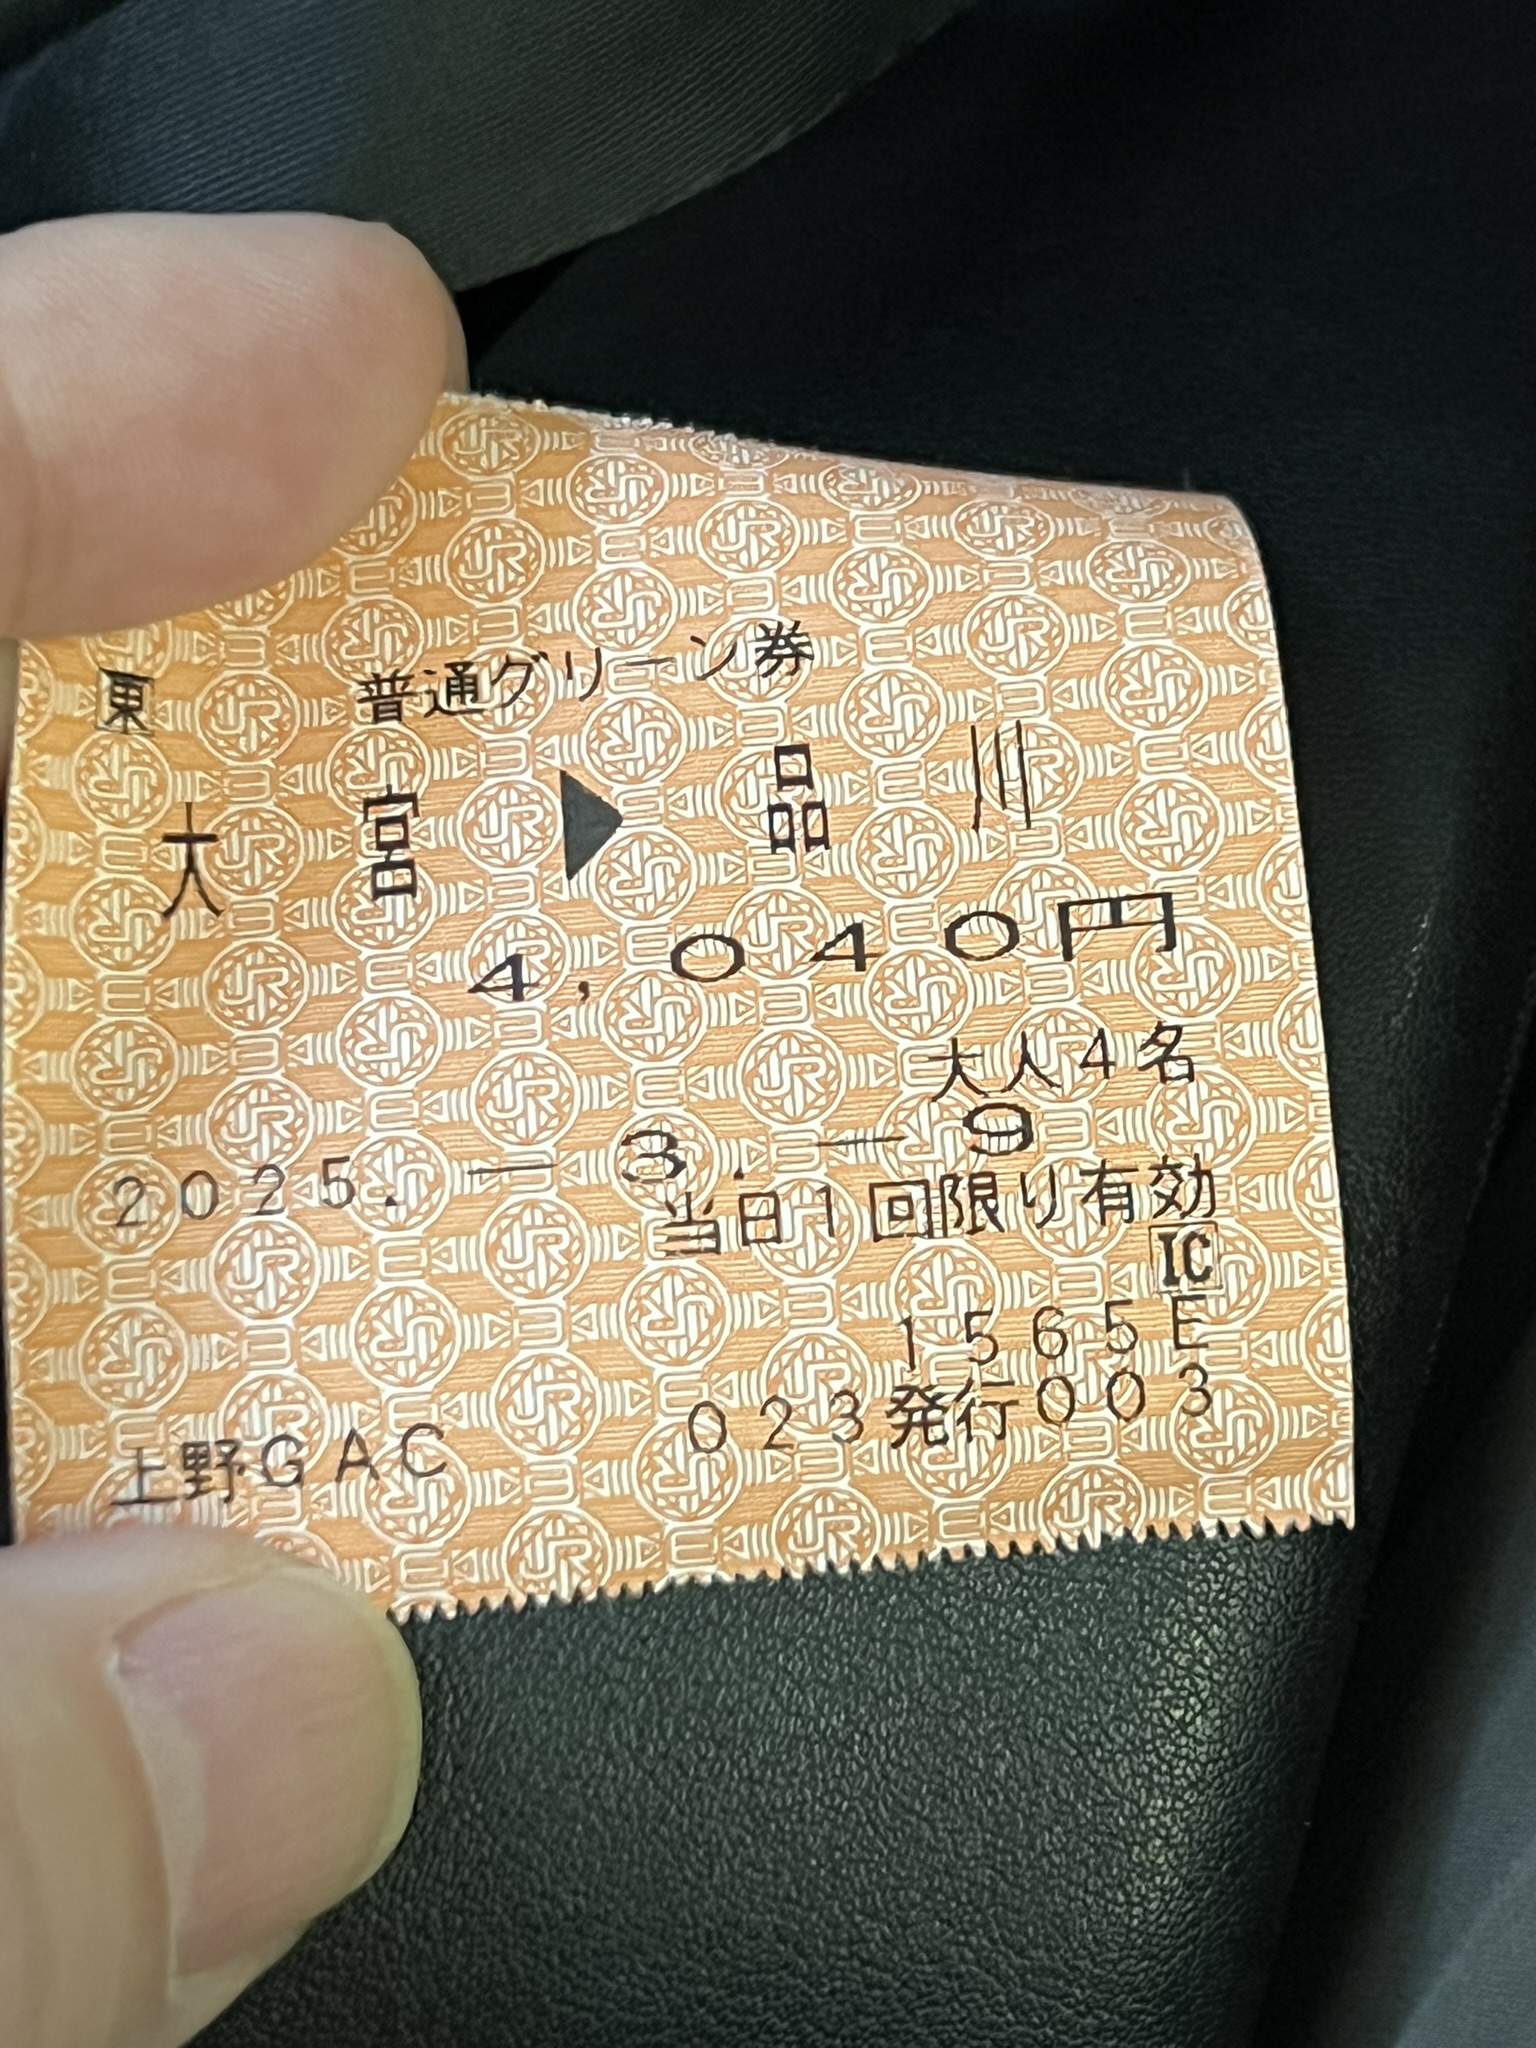 東 普通グリーン券
大宮▶品川
4,040円
大人4名
2025.-3.-9
当日1回限り有効
IC
1565E
上野GAC 023発行003